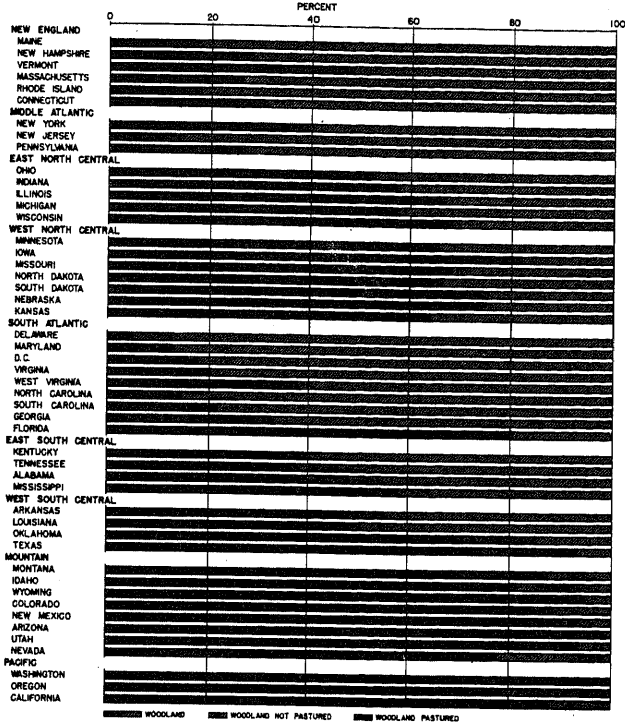 PERCENT
0 20 40 60 80 100
NEW ENGLAND
MAINE
NEW HAMPSHIRE
VERMONT
MASSACHUSETTS
RHODE ISLAND
CONNECTICUT
MIDDLE ATLANTIC
NEW YORK
NEW JERSEY
PENNSYLVANIA
EAST NORTH CENTRAL
OHIO
INDIANA
ILLINOIS
MICHIGAN
WISCONSIN
WEST NORTH CENTRAL
MINNESOTA
IOWA
MISSOURI
NORTH DAKOTA
SOUTH DAKOTA
NEBRASKA
KANSAS
SOUTH ATLANTIC
DELAWARE
MARYLAND
D.C.
VIRGINIA
WEST VIRGINIA
NORTH CAROLINA
SOUTH CAROLINA
GEORGIA
FLORIDA
EAST SOUTH CENTRAL
KENTUCKY
TENNESSEE
ALABAMA
MISSISSIPPI
WEST SOUTH CENTRAL
ARKANSAS
LOUISIANA
OKLAHOMA
TEXAS
MOUNTAIN
MONTANA
IDAHO
WYOMING
COLORADO
NEW MEXICO
ARIZONA
UTAH
NEVADA
PACIFIC
WASHINGTON
OREGON
CALIFORNIA
WOODLAND WOODLAND NOT PASTURED WOODLAND PASTURED